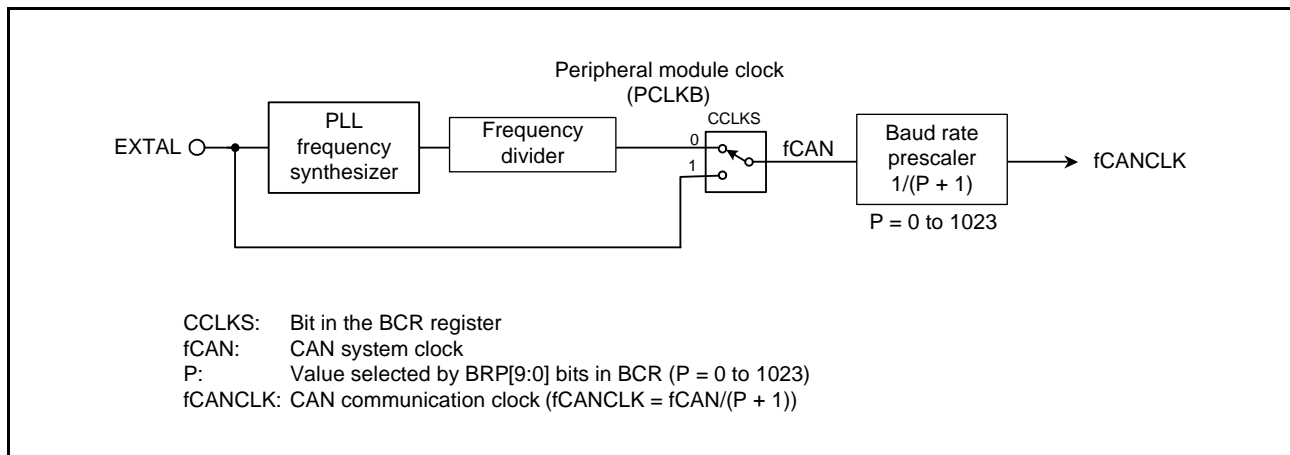 Peripheral module clock
(PCLKB)
CCLKS
EXTAL
PLL
frequency
synthesizer
Frequency
divider
0
1
fCAN
Baud rate
prescaler
1/(P + 1)
fCANCLK
P = 0 to 1023
CCLKS: Bit in the BCR register
fCAN: CAN system clock
P: Value selected by BRP[9:0] bits in BCR (P = 0 to 1023)
fCANCLK: CAN communication clock (fCANCLK = fCAN/(P + 1))